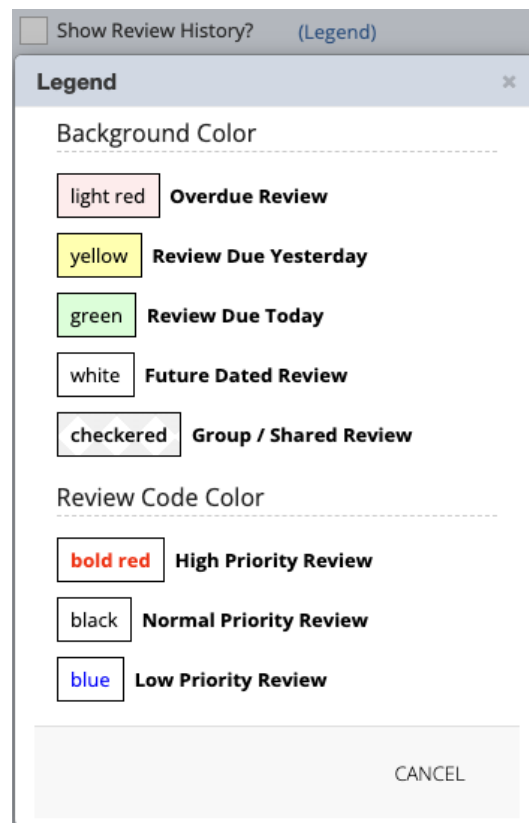 Show Review History? (Legend)
Legend ×
Background Color
light red Overdue Review
yellow Review Due Yesterday
green Review Due Today
white Future Dated Review
checkered Group / Shared Review
Review Code Color
bold red High Priority Review
black Normal Priority Review
blue Low Priority Review
CANCEL